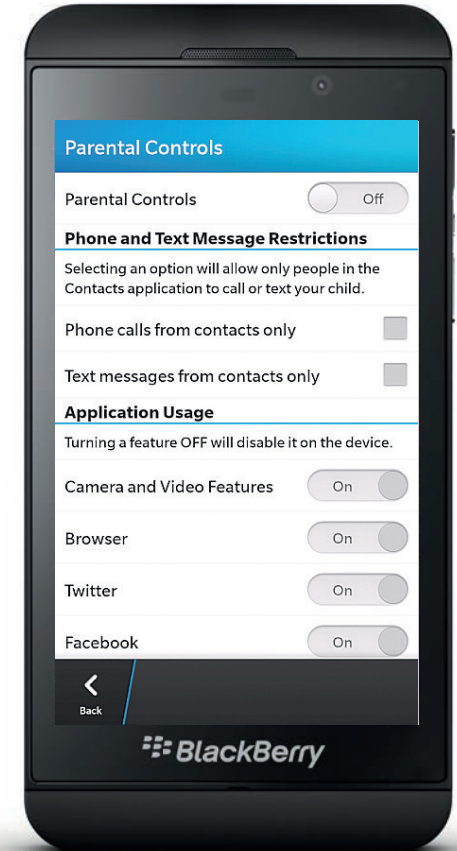 Parental Controls
Parental Controls Off
Phone and Text Message Restrictions
Selecting an option will allow only people in the
Contacts application to call or text your child.
Phone calls from contacts only
Text messages from contacts only
Application Usage
Turning a feature OFF will disable it on the device.
Camera and Video Features On
Browser On
Twitter On
Facebook On
Back
BlackBerry